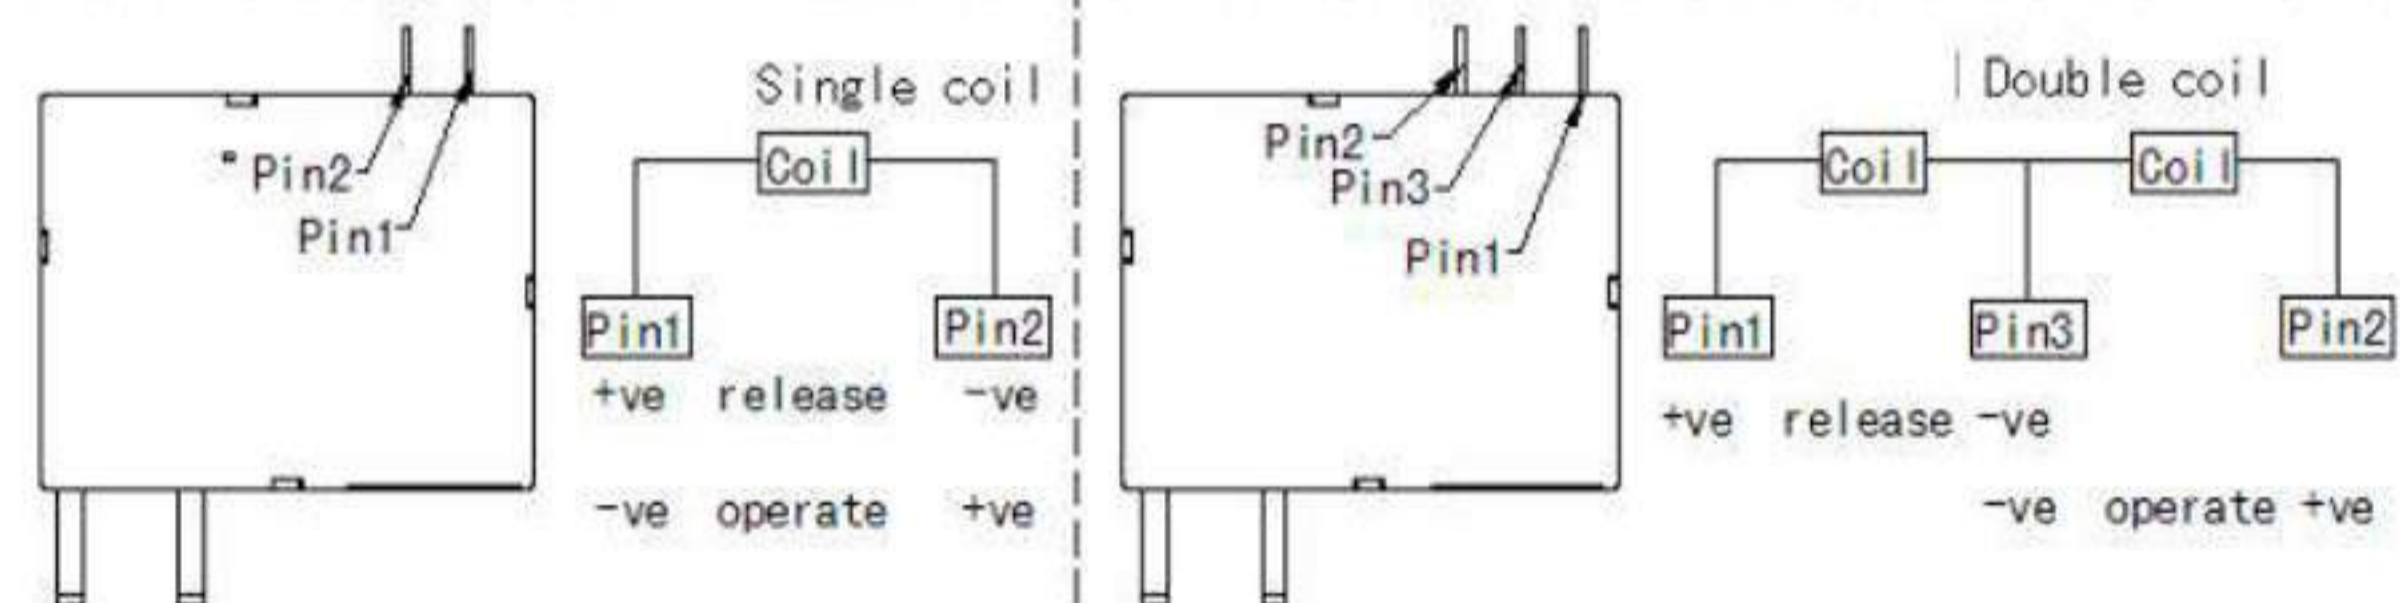 Single coil
Pin2
Pin1
Coil
Pin1
Pin2
+ve release -ve
-ve operate +ve
Double coil
Pin2
Pin3
Pin1
Coil
Coil
Pin1
Pin3
Pin2
+ve release -ve
-ve operate +ve